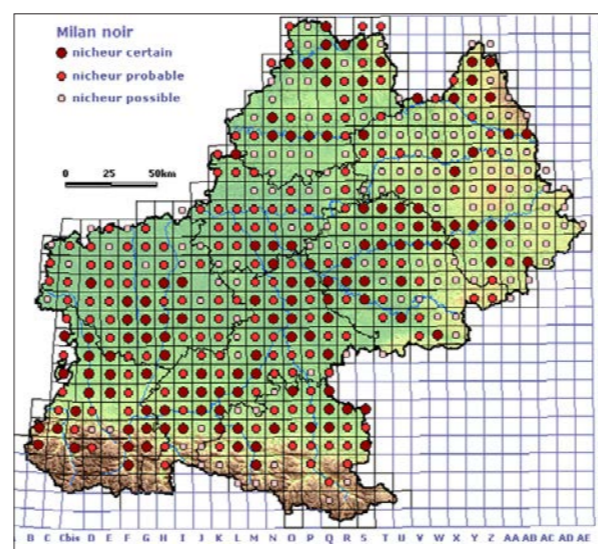 Milan noir
nicheur certain
nicheur probable
nicheur possible
0 25 50km
B C Cbis D E F G H I J K L M N O P Q R S T U V W X Y Z AA AB AC AD AE